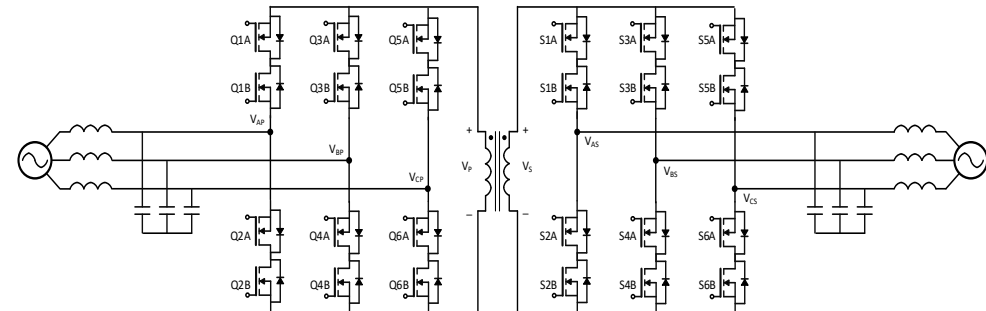 Q1A Q3A Q5A S1A S3A S5A
Q1B Q3B Q5B S1B S3B S5B
VAP VAS
+ + + +
VBP VP VS VBS
VCP VCS
− − − −
Q2A Q4A Q6A S2A S4A S6A
Q2B Q4B Q6B S2B S4B S6B